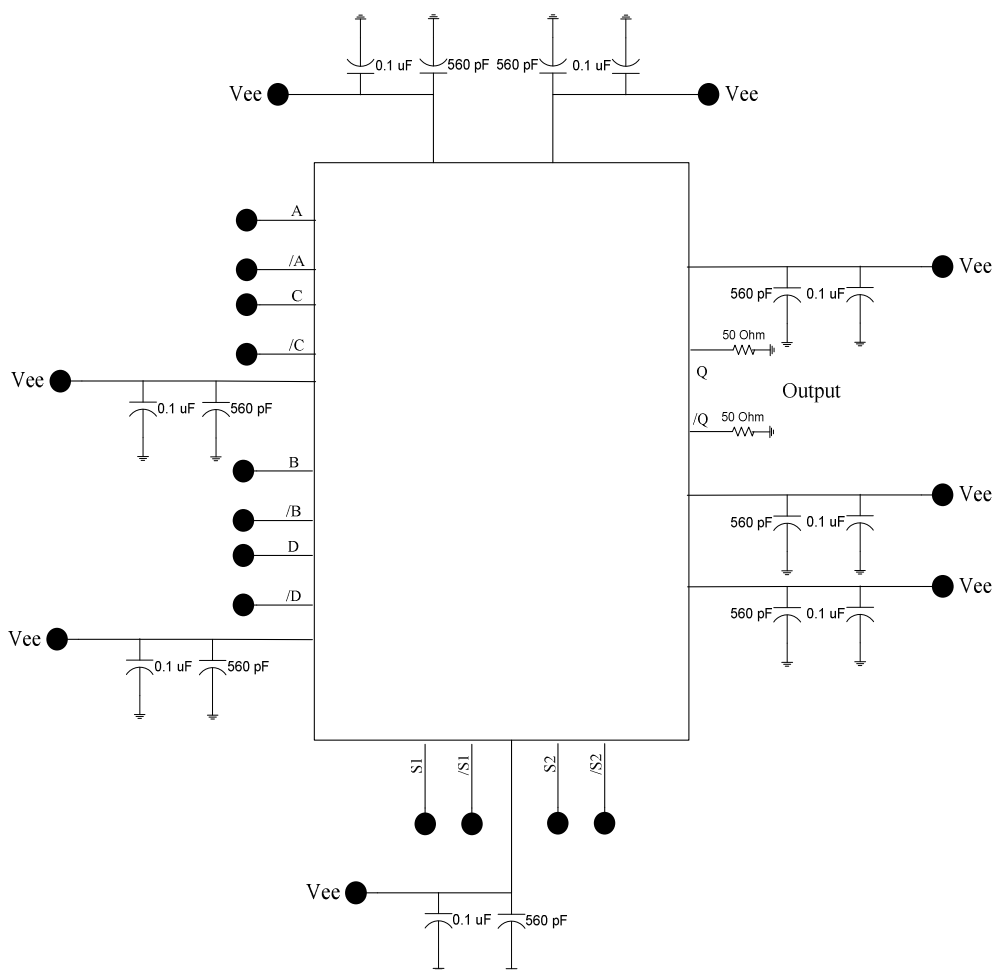 0.1 uF 560 pF 560 pF 0.1 uF
Vee Vee
A
/A
Vee
C
560 pF 0.1 uF
/C
50 Ohm
Vee
Q
Output
0.1 uF 560 pF
50 Ohm
/Q
B
Vee
/B
560 pF 0.1 uF
D
Vee
/D
560 pF 0.1 uF
Vee
0.1 uF 560 pF
S1 /S1 S2 /S2
Vee
0.1 uF 560 pF